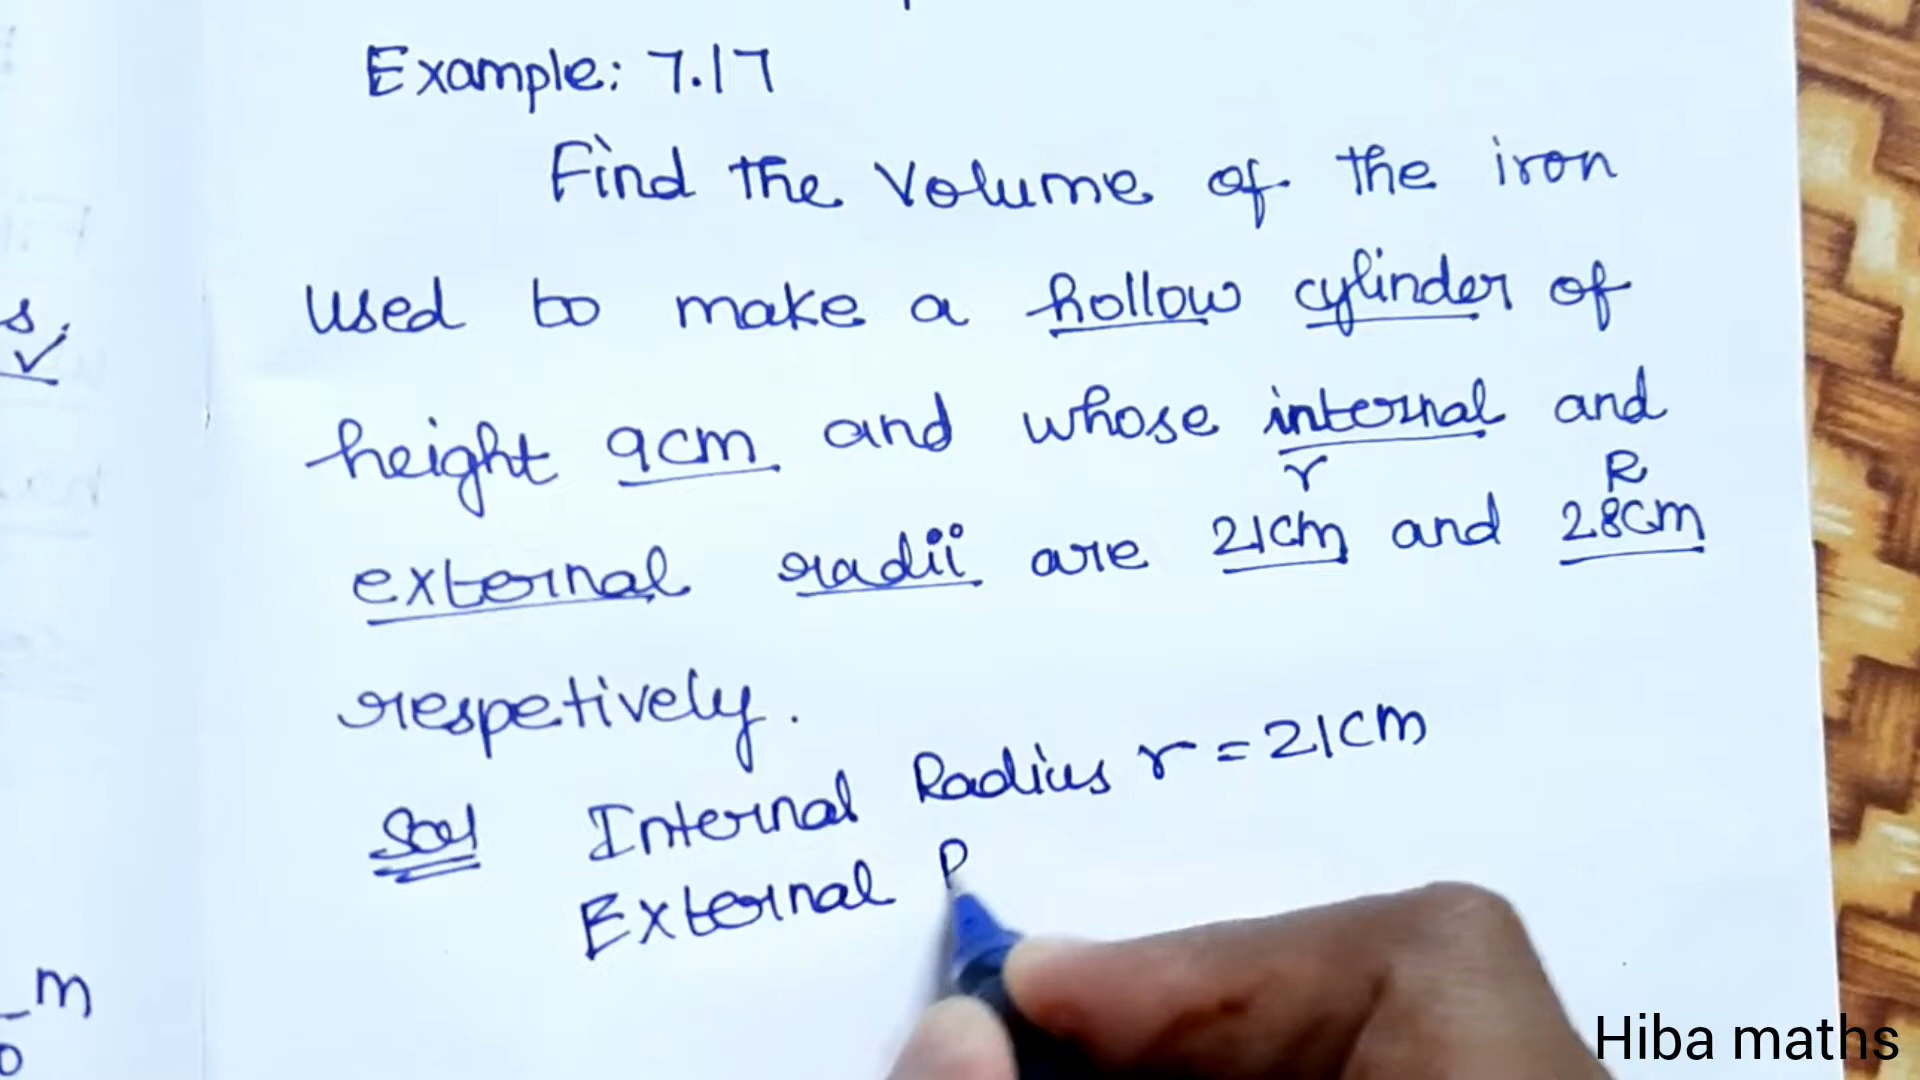 Example: 7.17
Find the Volume of the iron
used to make a hollow cylinder of
height 9cm and whose internal and
r R
external radii are 21cm and 28cm
respetively.
Sol Internal Radius r = 21cm
External R
s.
m
Hiba maths